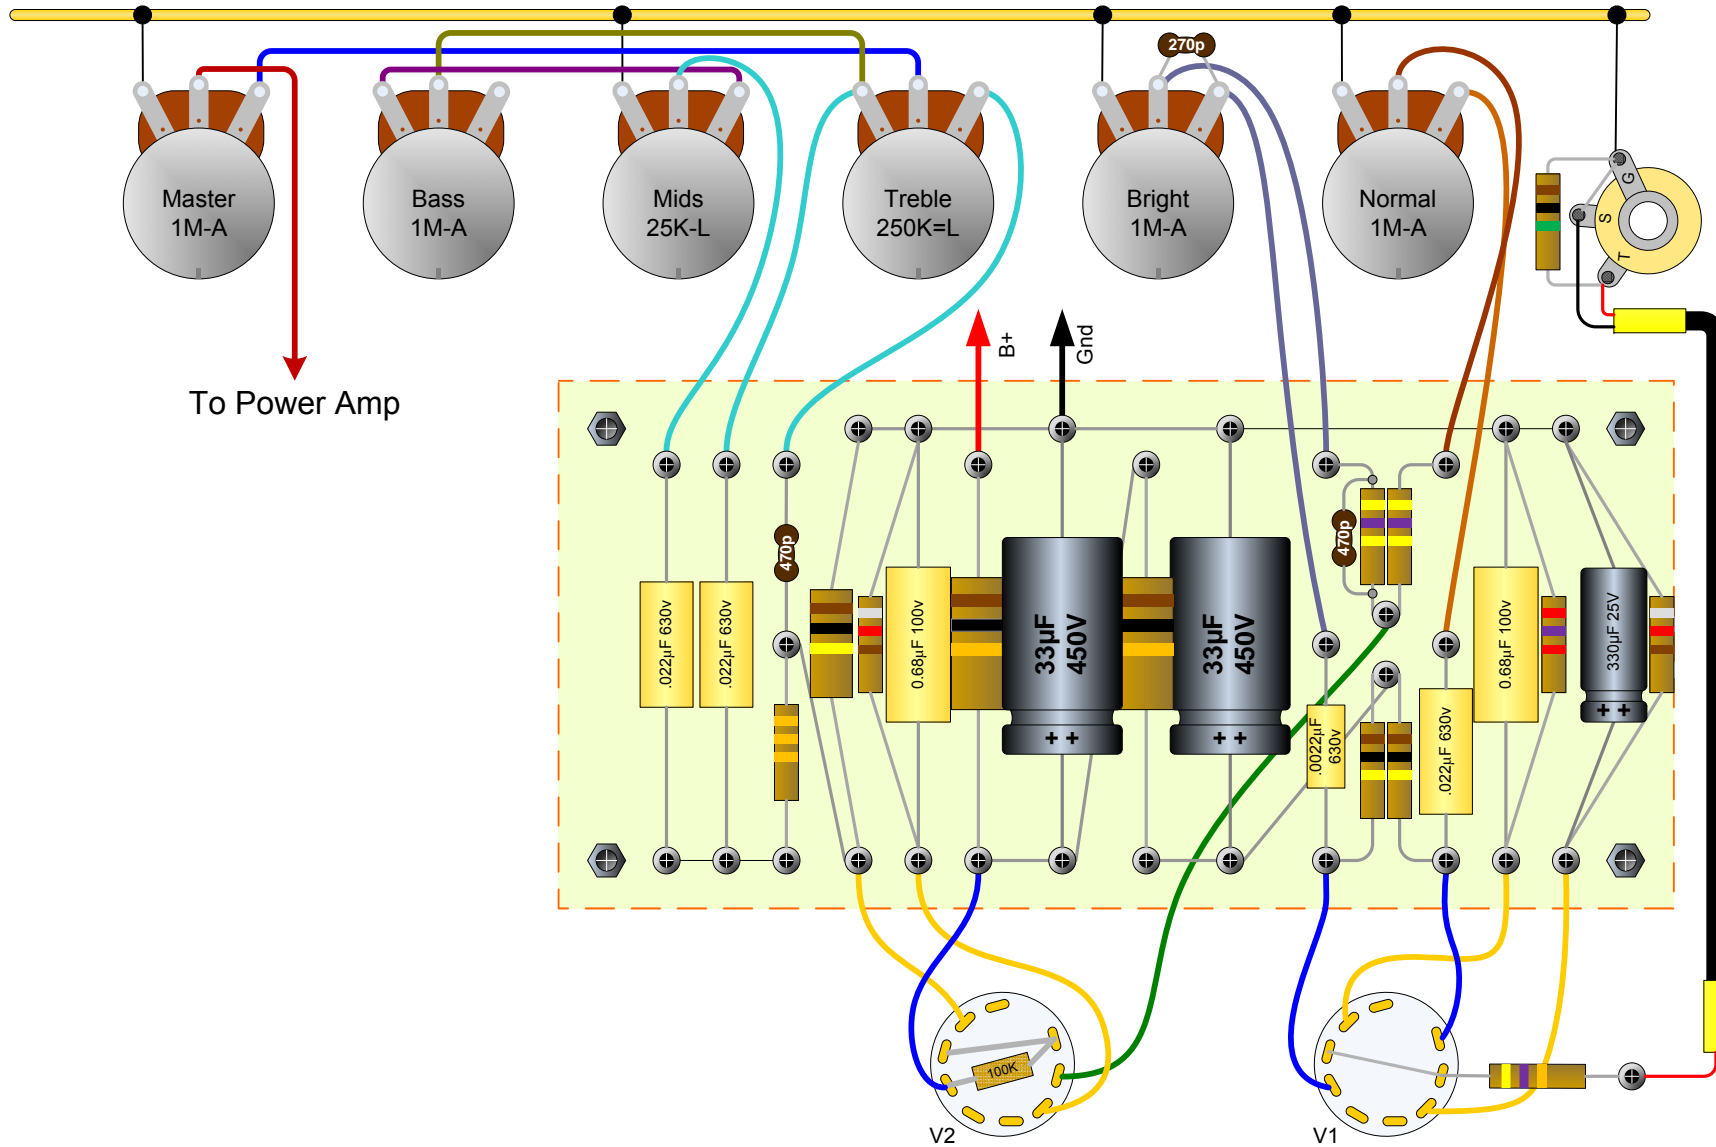 270p
Master
1M-A
Bass
1M-A
Mids
25K-L
Treble
250K=L
Bright
1M-A
Normal
1M-A
G
S
T
B+
Gnd
To Power Amp
470p
470p
.022µF 630v
.022µF 630v
0.68µF 100v
33µF
450V
++
33µF
450V
++
.0022µF
630v
.022µF 630v
0.68µF 100v
330µF 25V
++
100K
V2
V1